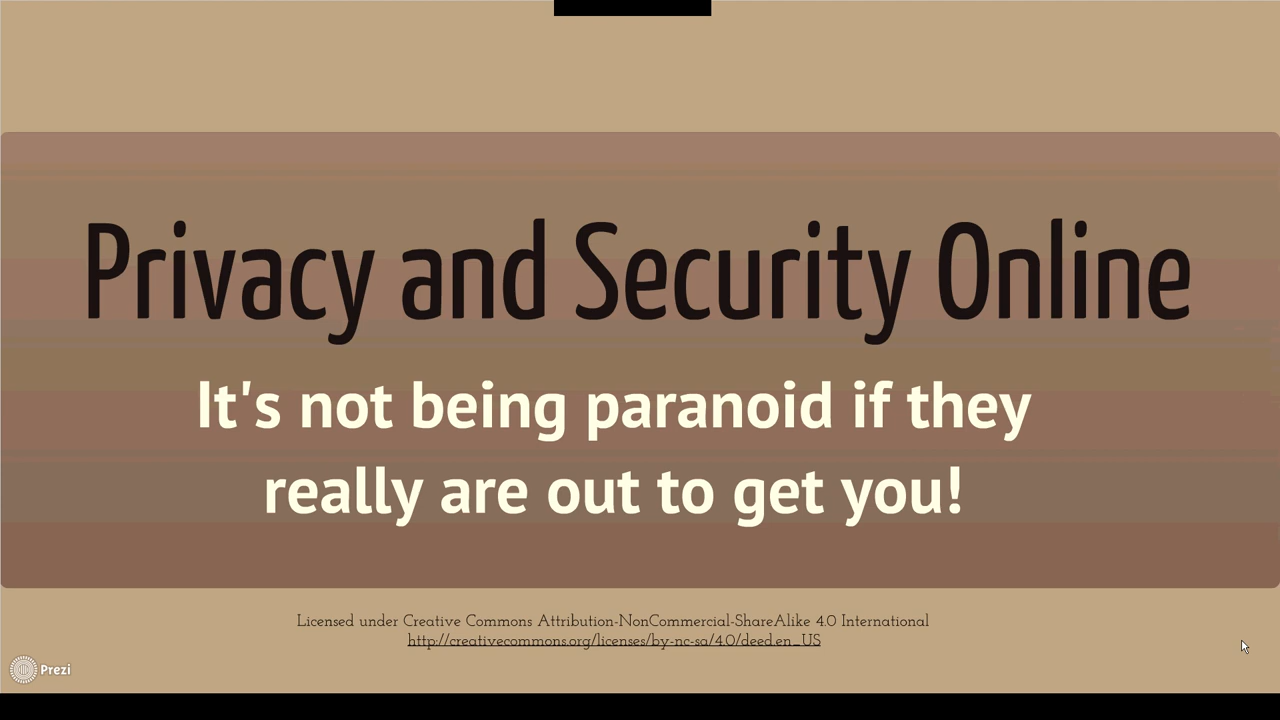 Privacy and Security Online
It's not being paranoid if they
really are out to get you!
Licensed under Creative Commons Attribution-NonCommercial-ShareAlike 4.0 International
http://creativecommons.org/licenses/by-nc-sa/4.0/deed.en_US
Prezi